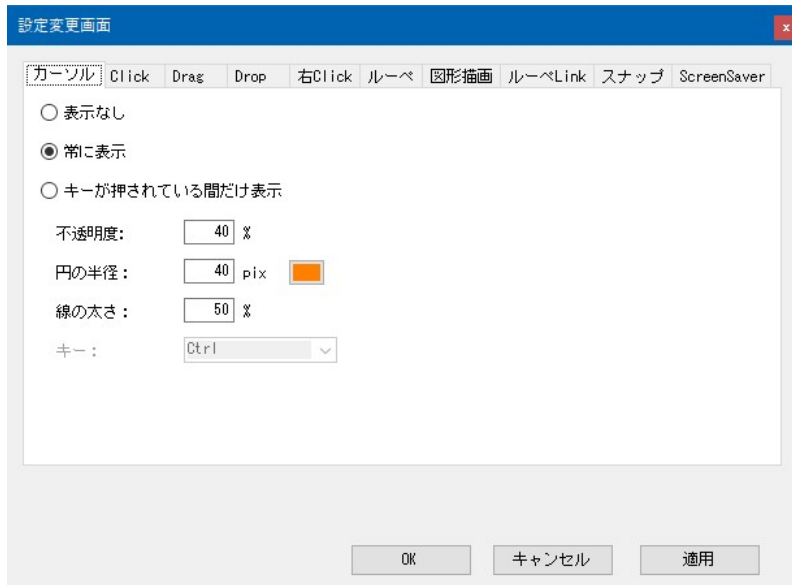 設定変更画面
x
カーソル Click Drag Drop 右Click ルーペ 図形描画 ルーペLink スナップ ScreenSaver
表示なし
常に表示
キーが押されている間だけ表示
不透明度: 40 %
円の半径: 40 pix
線の太さ: 50 %
キー: Ctrl
OK キャンセル 適用